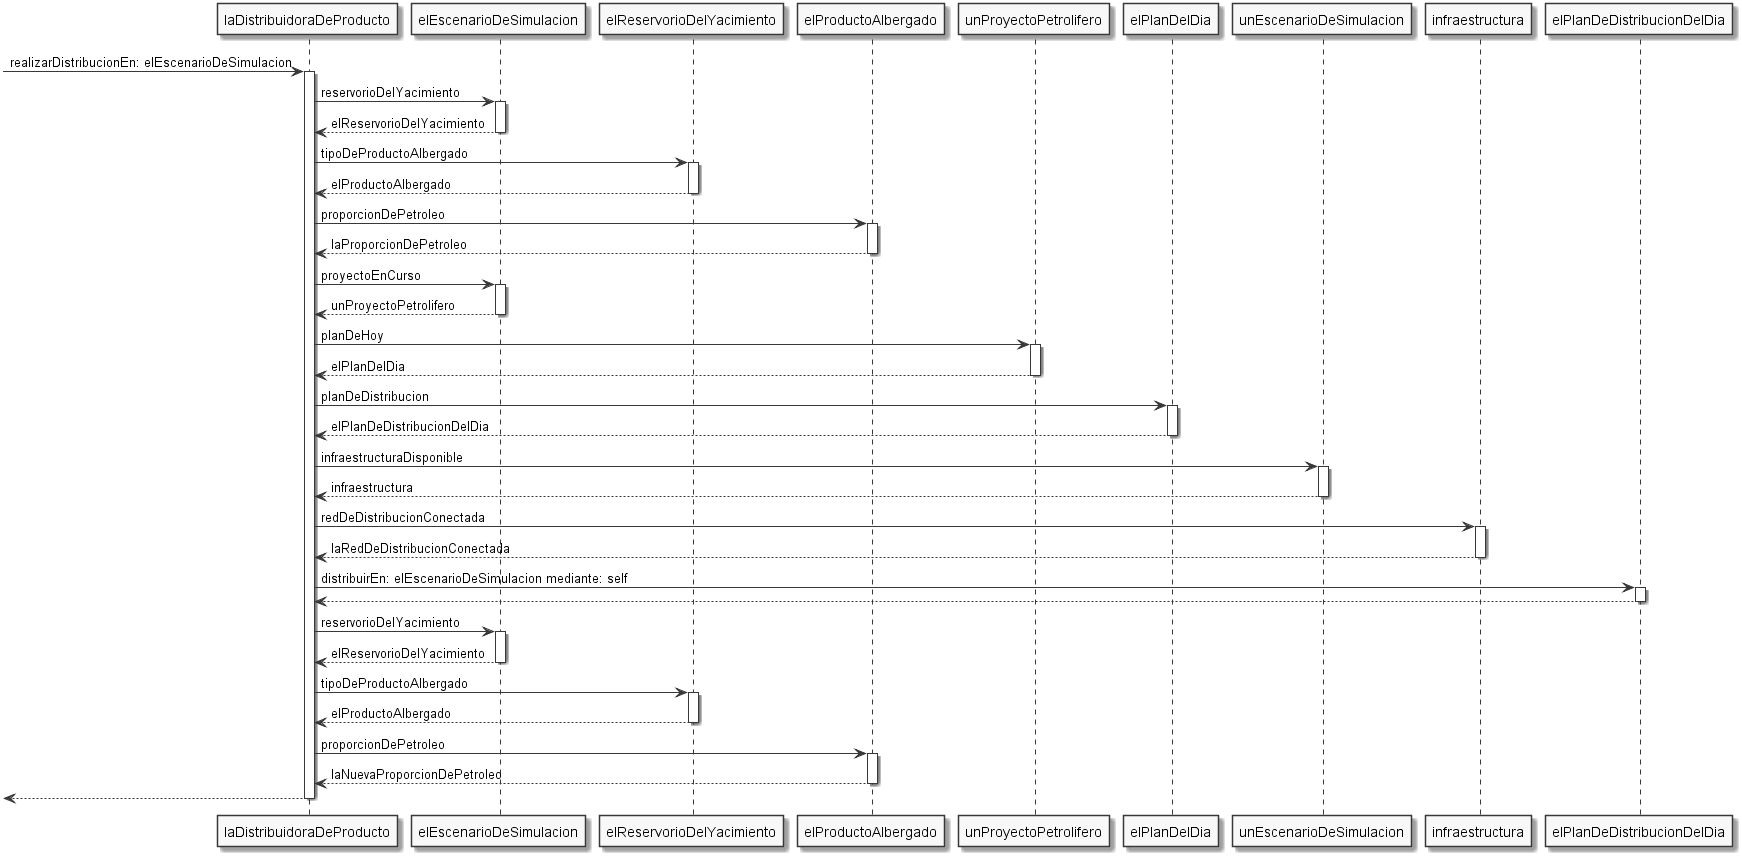 laDistribuidoraDeProducto elEscenarioDeSimulacion elReservorioDelYacimiento elProductoAlbergado unProyectoPetrolifero elPlanDelDia unEscenarioDeSimulacion infraestructura elPlanDeDistribucionDelDia
realizarDistribucionEn: elEscenarioDeSimulacion
reservorioDelYacimiento
elReservorioDelYacimiento
tipoDeProductoAlbergado
elProductoAlbergado
proporcionDePetroleo
laProporcionDePetroleo
proyectoEnCurso
unProyectoPetrolifero
planDeHoy
elPlanDelDia
planDeDistribucion
elPlanDeDistribucionDelDia
infraestructuraDisponible
infraestructura
redDeDistribucionConectada
laRedDeDistribucionConectada
distribuirEn: elEscenarioDeSimulacion mediante: self
reservorioDelYacimiento
elReservorioDelYacimiento
tipoDeProductoAlbergado
elProductoAlbergado
proporcionDePetroleo
laNuevaProporcionDePetroleo
laDistribuidoraDeProducto elEscenarioDeSimulacion elReservorioDelYacimiento elProductoAlbergado unProyectoPetrolifero elPlanDelDia unEscenarioDeSimulacion infraestructura elPlanDeDistribucionDelDia